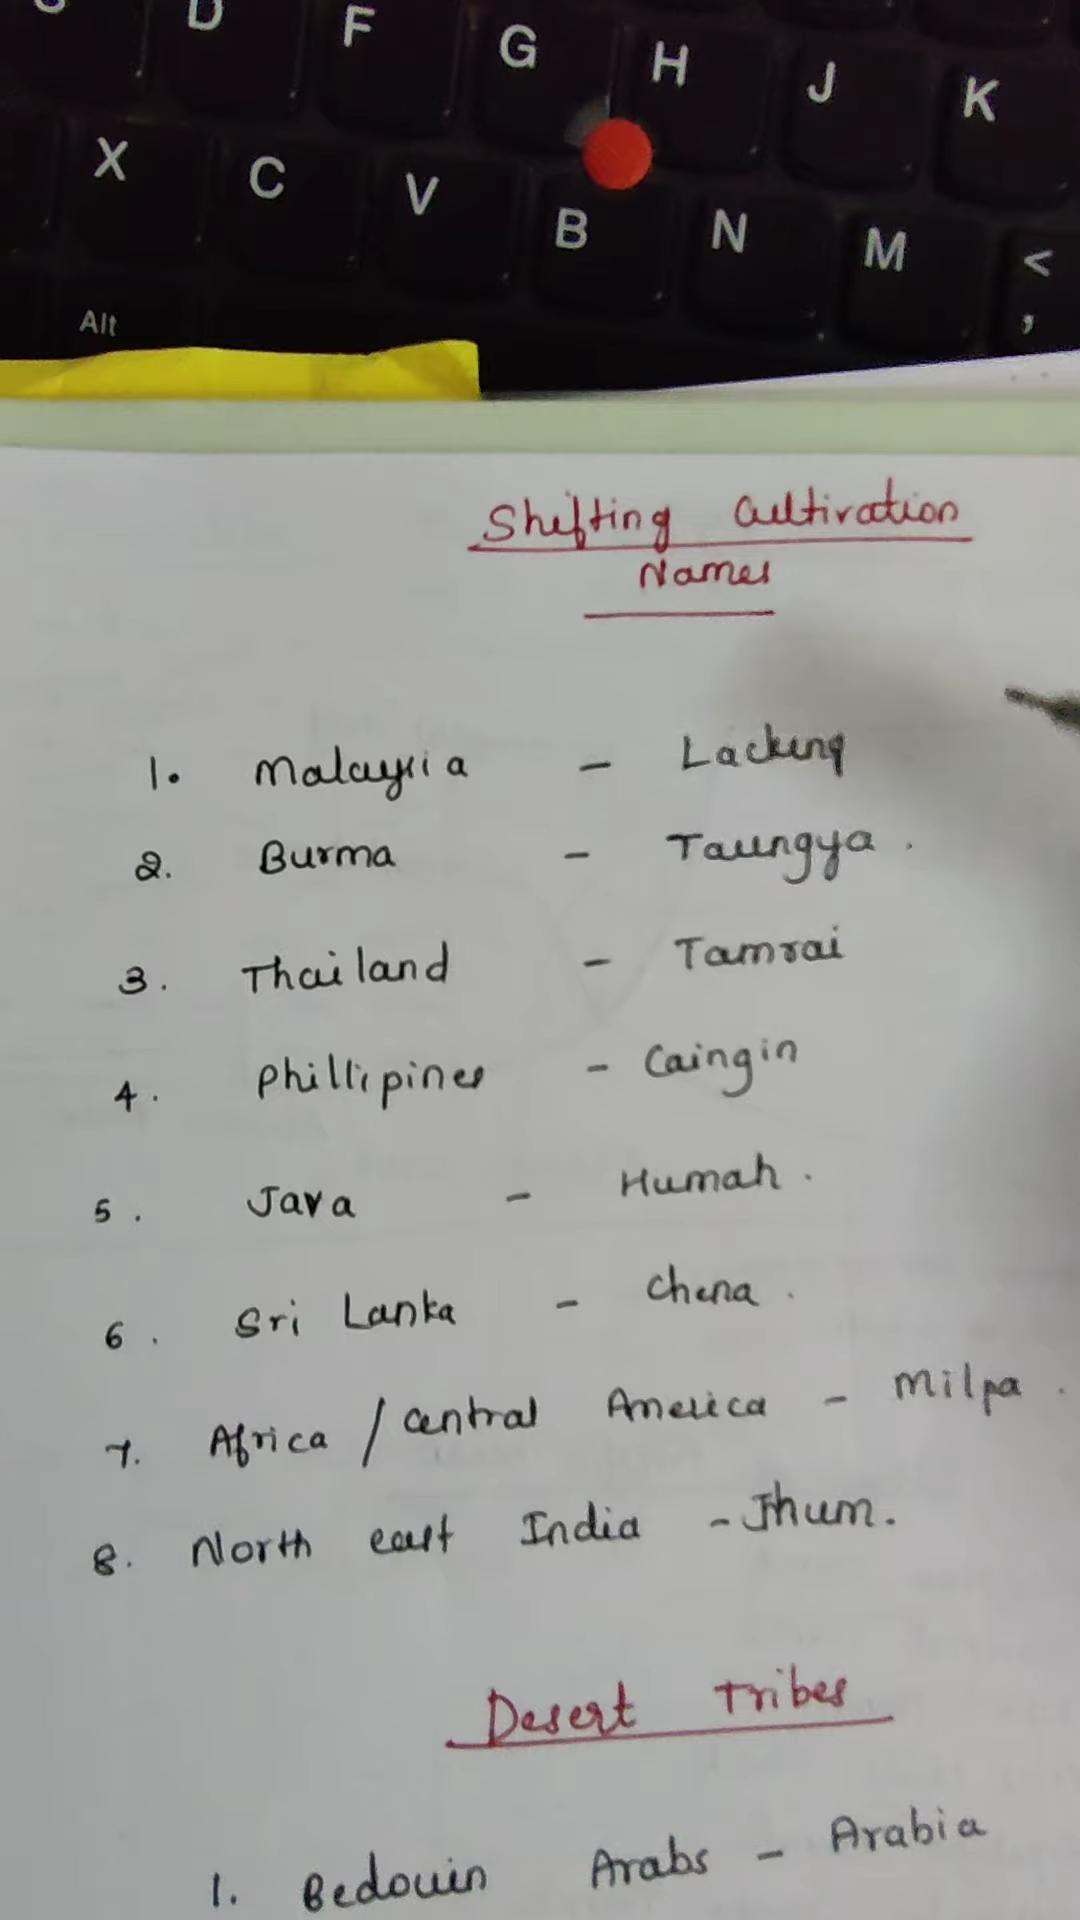 D F G H J K
X C V B N M <
Alt ,
Shifting Cultivation
Names
1. Malaysia - Lacking
2. Burma - Taungya.
3. Thailand - Tamrai
4. Phillipines - Caingin
5. Java - Humah.
6. Sri Lanka - Chena.
7. Africa / Central America - Milpa.
8. North east India - Jhum.
Desert Tribes
1. Bedouin Arabs - Arabia